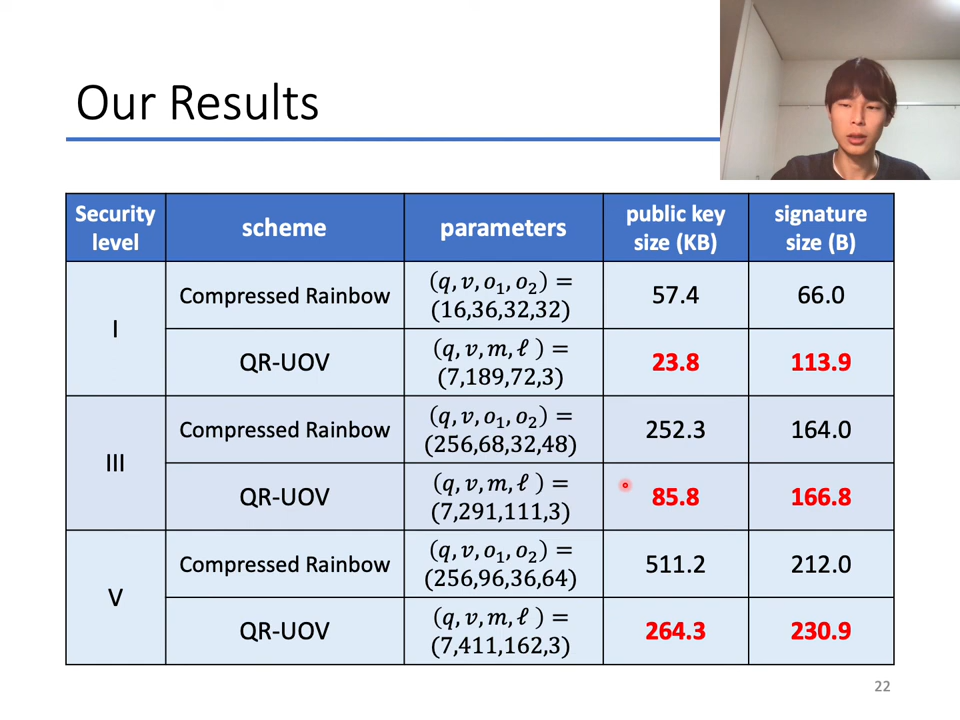 Our Results
Security level
scheme
parameters
public key size (KB)
signature size (B)
I
Compressed Rainbow
(q, v, o₁, o₂) =
(16,36,32,32)
57.4
66.0
QR-UOV
(q, v, m, ℓ ) =
(7,189,72,3)
23.8
113.9
III
Compressed Rainbow
(q, v, o₁, o₂) =
(256,68,32,48)
252.3
164.0
QR-UOV
(q, v, m, ℓ ) =
(7,291,111,3)
85.8
166.8
V
Compressed Rainbow
(q, v, o₁, o₂) =
(256,96,36,64)
511.2
212.0
QR-UOV
(q, v, m, ℓ ) =
(7,411,162,3)
264.3
230.9
22